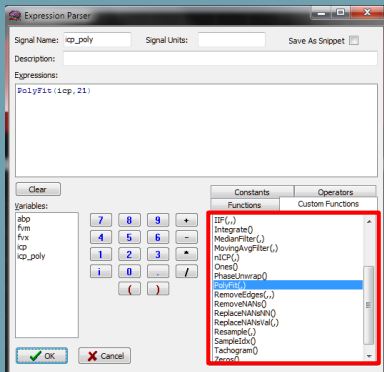 Expression Parser
Signal Name: icp_poly Signal Units: Save As Snippet
Description:
Expressions:
PolyFit(icp,21)
Clear
Constants Operators
Functions Custom Functions
Variables:
abp
fvm
fvx
icp
icp_poly
7 8 9 +
4 5 6 -
1 2 3 *
i 0 . /
( )
IIF(,,)
Integrate()
MedianFilter(,)
MovingAvgFilter(,)
nICP(,)
Ones()
PhaseUnwrap()
PolyFit(,)
RemoveEdges(,,)
RemoveNANs()
ReplaceNANsNN()
ReplaceNANsVal(,)
Resample(,)
SampleIdx()
Tachogram()
Zeros()
OK Cancel